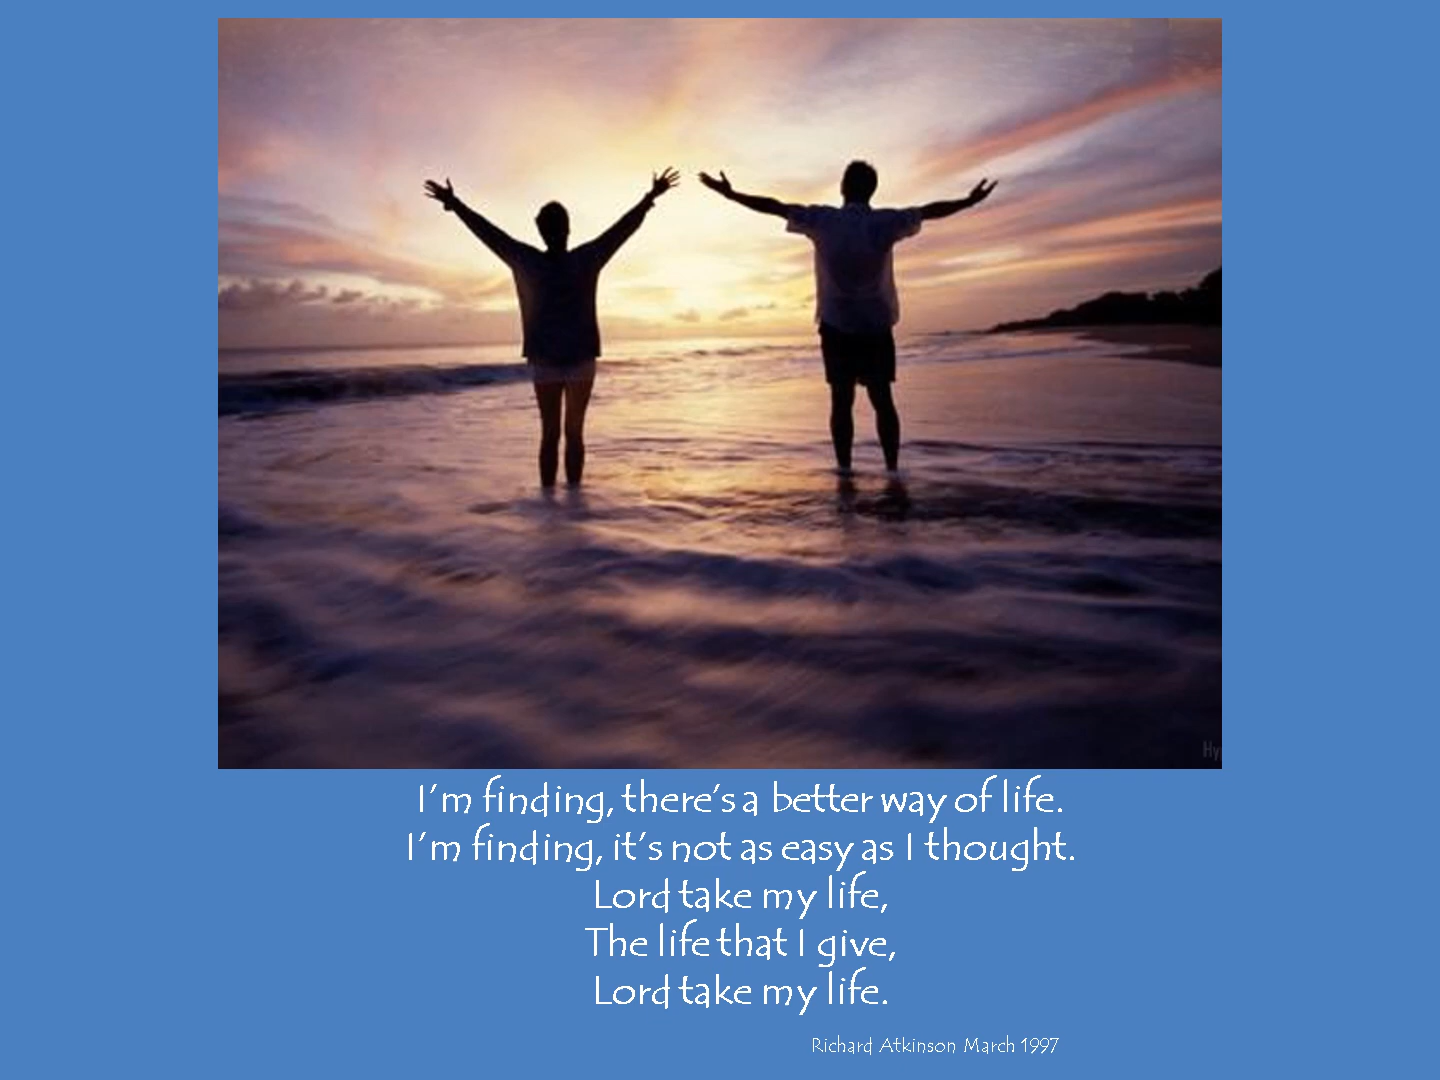 I'm finding, there's a better way of life.
I'm finding, it's not as easy as I thought.
Lord take my life,
The life that I give,
Lord take my life.
Richard Atkinson March 1997